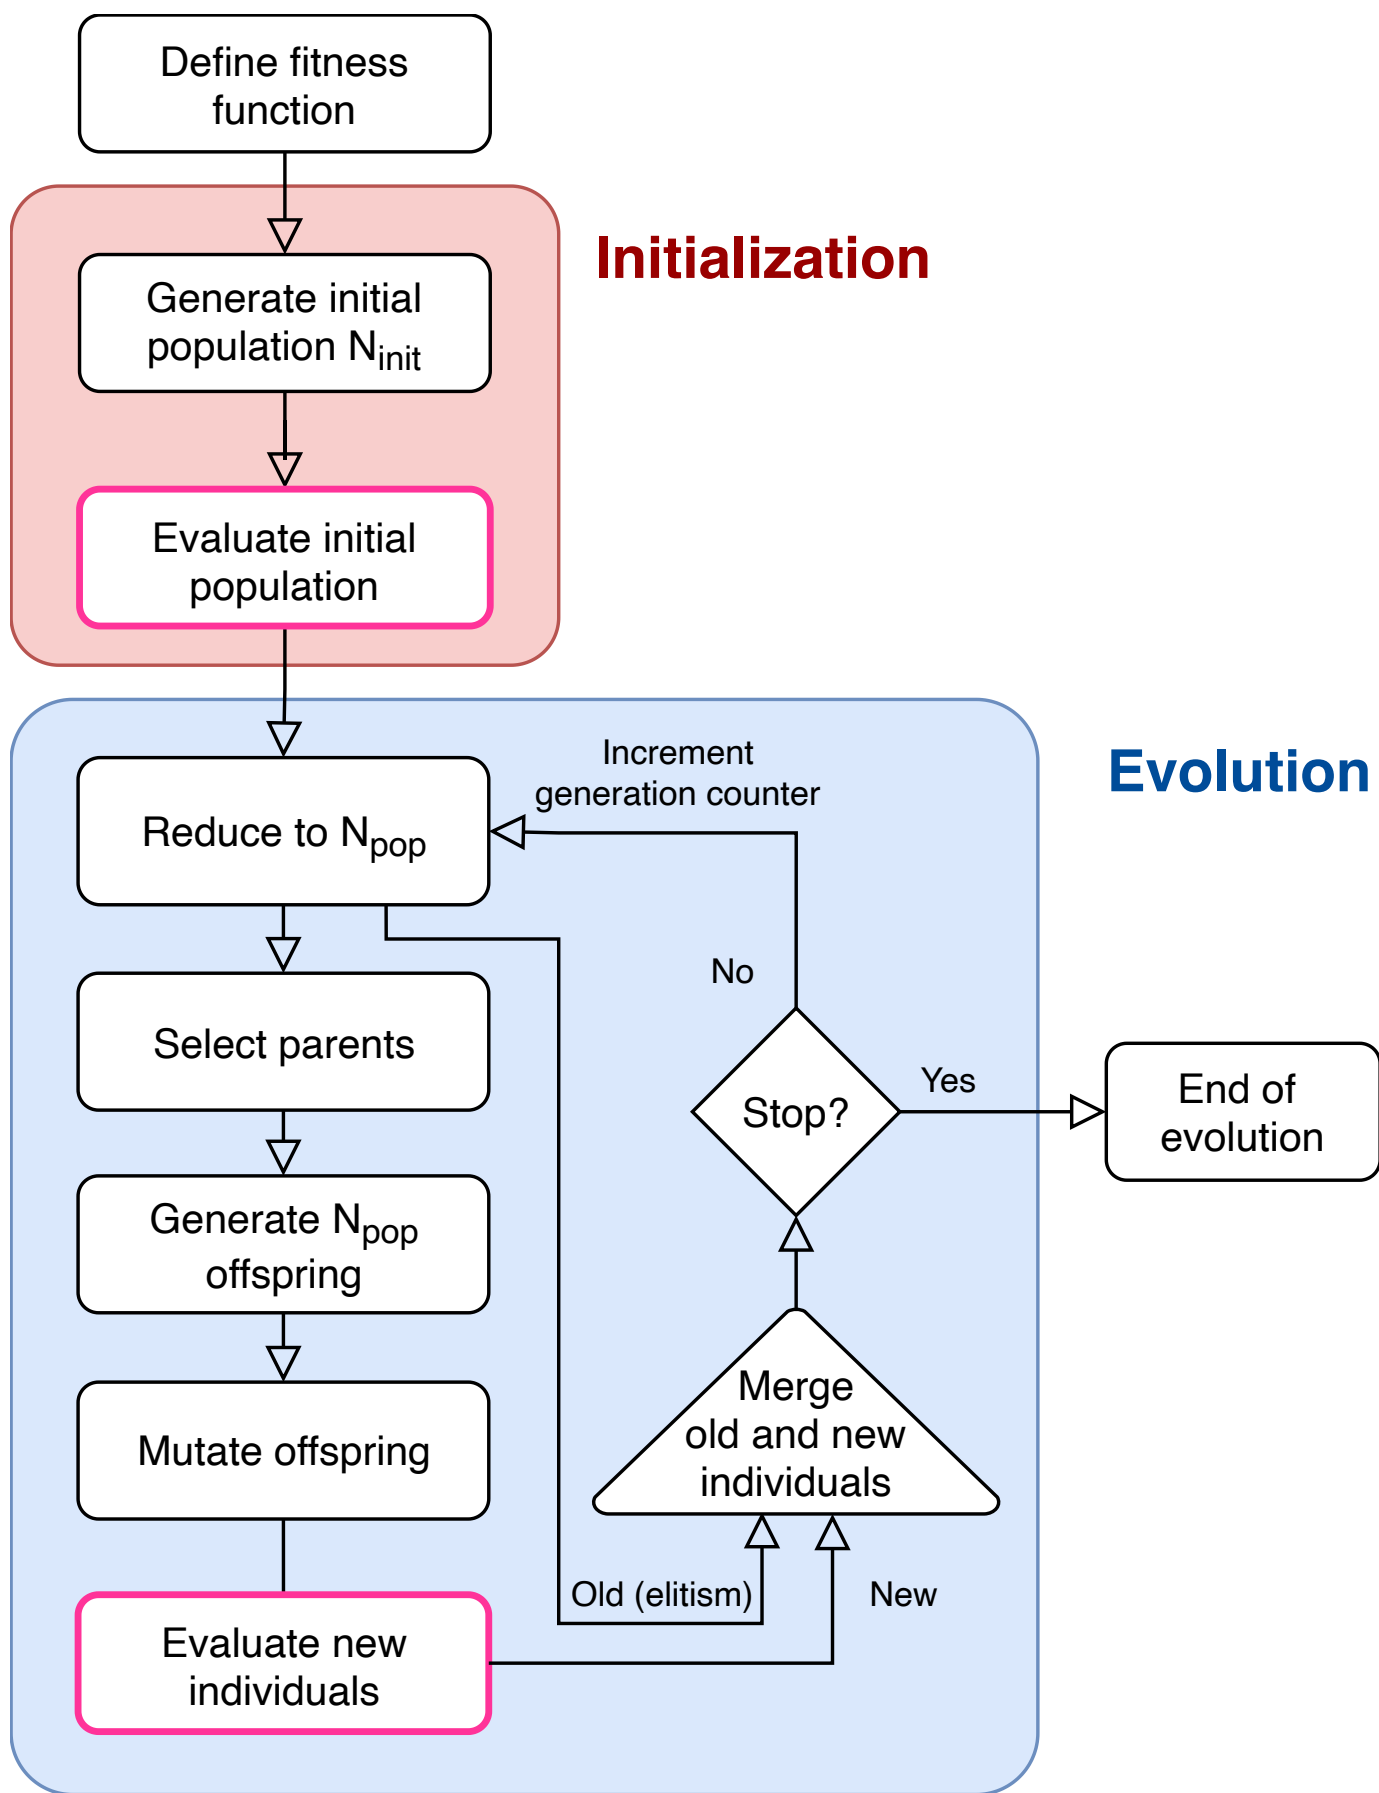 Define fitness
function
Initialization
Generate initial
population N_init
Evaluate initial
population
Evolution
Increment
generation counter
Reduce to N_pop
No
Select parents
Stop?
Yes
End of
evolution
Generate N_pop
offspring
Merge
old and new
individuals
Mutate offspring
Old (elitism)
New
Evaluate new
individuals